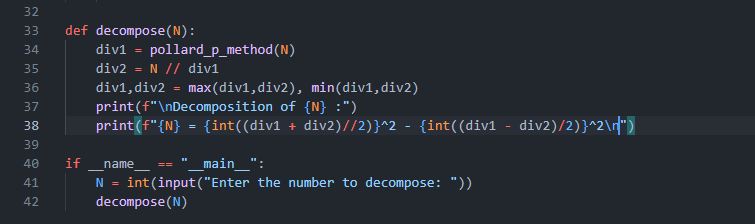 32
33 def decompose(N):
34     div1 = pollard_p_method(N)
35     div2 = N // div1
36     div1,div2 = max(div1,div2), min(div1,div2)
37     print(f"\nDecomposition of {N} :")
38     print(f"{N} = {int((div1 + div2)//2)}^2 - {int((div1 - div2)/2)}^2\n")
39
40 if __name__ == "__main__":
41     N = int(input("Enter the number to decompose: "))
42     decompose(N)